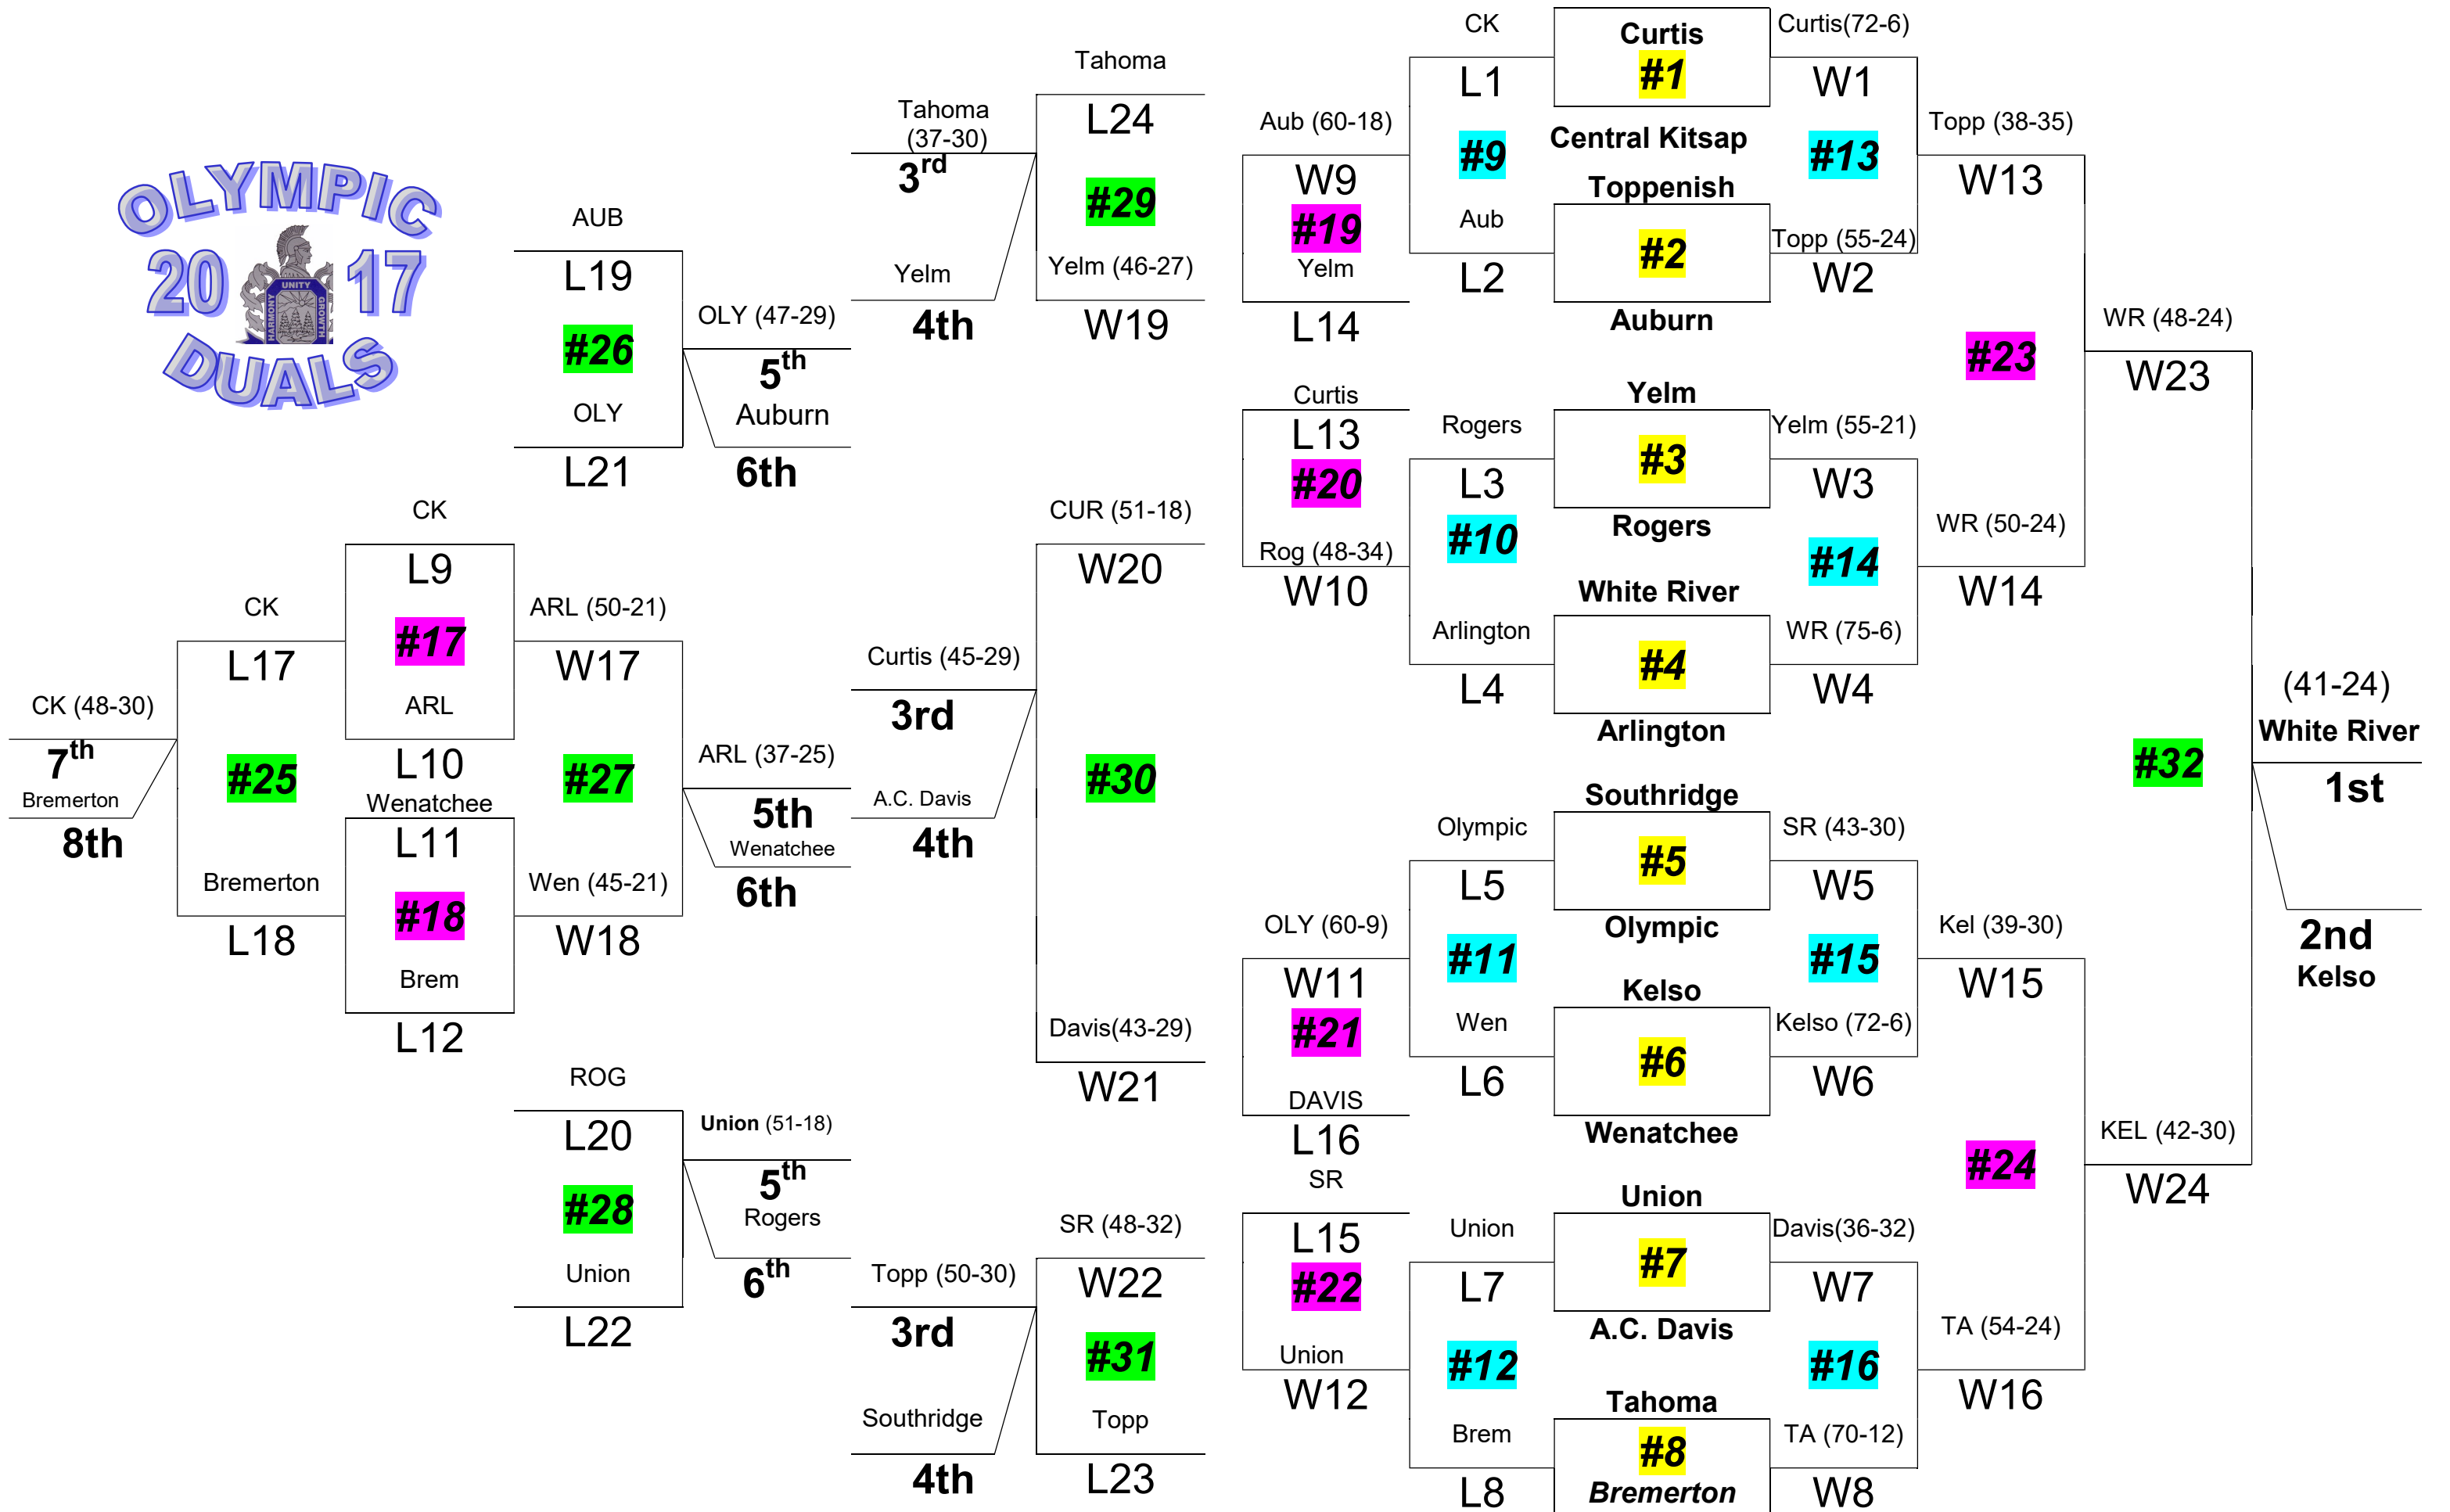 OLYMPIC
20 17
DUALS
UNITY
HARMONY
GROWTH
CK
L9
#17
ARL
L10
Wenatchee
L11
#18
Brem
L12
CK
L17
#25
Bremerton
L18
CK (48-30)
7th
Bremerton
8th
AUB
L19
#26
OLY
L21
OLY (47-29)
5th
Auburn
6th
ARL (50-21)
W17
#27
Wen (45-21)
W18
ARL (37-25)
5th
Wenatchee
6th
ROG
L20
#28
Union
L22
Union (51-18)
5th
Rogers
6th
Tahoma
(37-30)
3rd
Yelm
4th
Tahoma
L24
#29
Yelm (46-27)
W19
Curtis (45-29)
3rd
A.C. Davis
4th
CUR (51-18)
W20
#30
Davis(43-29)
W21
Topp (50-30)
3rd
Southridge
4th
SR (48-32)
W22
#31
Topp
L23
Aub (60-18)
W9
#19
Yelm
L14
Curtis
L13
#20
Rog (48-34)
W10
OLY (60-9)
W11
#21
DAVIS
L16
SR
L15
#22
Union
W12
CK
L1
#9
Aub
L2
Rogers
L3
#10
Arlington
L4
Olympic
L5
#11
Wen
L6
Union
L7
#12
Brem
L8
Curtis
#1
Central Kitsap
Toppenish
#2
Auburn
Yelm
#3
Rogers
White River
#4
Arlington
Southridge
#5
Olympic
Kelso
#6
Wenatchee
Union
#7
A.C. Davis
Tahoma
#8
Bremerton
Curtis(72-6)
W1
#13
Topp (55-24)
W2
Yelm (55-21)
W3
#14
WR (75-6)
W4
SR (43-30)
W5
#15
Kelso (72-6)
W6
Davis(36-32)
W7
#16
TA (70-12)
W8
Topp (38-35)
W13
#23
WR (50-24)
W14
Kel (39-30)
W15
#24
TA (54-24)
W16
WR (48-24)
W23
#32
KEL (42-30)
W24
(41-24)
White River
1st
2nd
Kelso